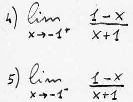 4) lim x→-1⁺ (1-x)/(x+1)
5) lim x→-1⁻ (1-x)/(x+1)